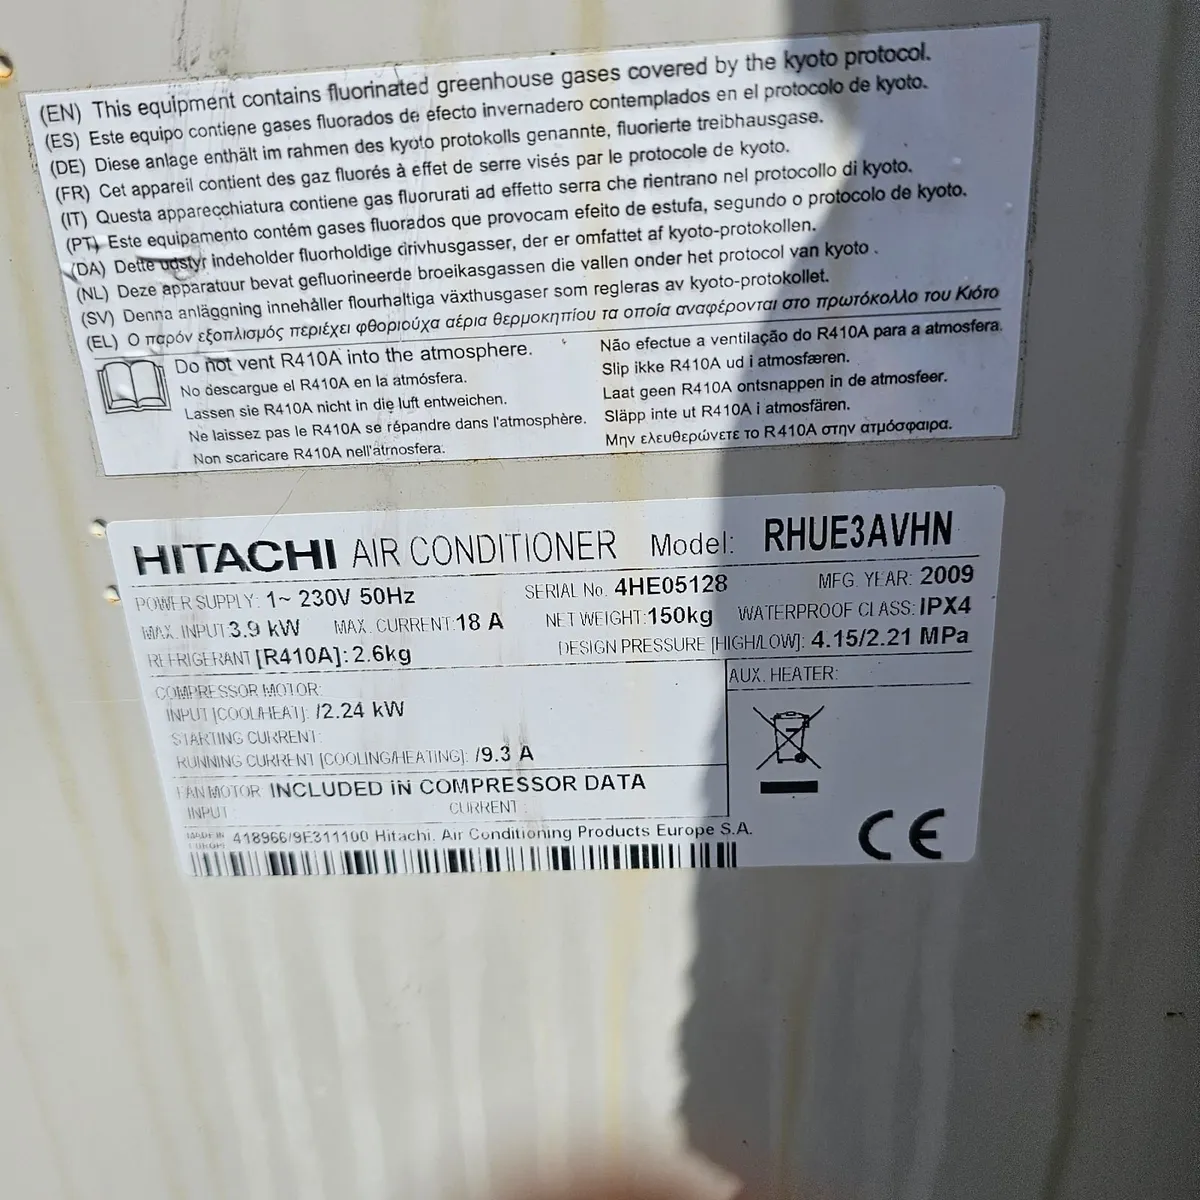 (EN) This equipment contains fluorinated greenhouse gases covered by the kyoto protocol.
(ES) Este equipo contiene gases fluorados de efecto invernadero contemplados en el protocolo de kyoto.
(DE) Diese anlage enthält im rahmen des kyoto protokolls genannte, fluorierte treibhausgase.
(FR) Cet appareil contient des gaz fluorés à effet de serre visés par le protocole de kyoto.
(IT) Questa apparecchiatura contiene gas fluorurati ad effetto serra che rientrano nel protocollo di kyoto.
(PT) Este equipamento contém gases fluorados que provocam efeito de estufa, segundo o protocolo de kyoto.
(DA) Dette udstyr indeholder fluorholdige drivhusgasser, der er omfattet af kyoto-protokollen.
(NL) Deze apparatuur bevat gefluorineerde broeikasgassen die vallen onder het protocol van kyoto .
(SV) Denna anläggning innehåller flourhaltiga växthusgaser som regleras av kyoto-protokollet.
(EL) Ο παρόν εξοπλισμός περιέχει φθοριούχα αέρια θερμοκηπίου τα οποία αναφέρονται στο πρωτόκολλο του Κιότο
Do not vent R410A into the atmosphere.
No descargue el R410A en la atmósfera.
Lassen sie R410A nicht in die luft entweichen.
Ne laissez pas le R410A se répandre dans l'atmosphère.
Non scaricare R410A nell'atmosfera.
Não efectue a ventilação do R410A para a atmosfera.
Slip ikke R410A ud i atmosfæren.
Laat geen R410A ontsnappen in de atmosfeer.
Släpp inte ut R410A i atmosfären.
Μην ελευθερώνετε το R410A στην ατμόσφαιρα.
HITACHI AIR CONDITIONER Model: RHUE3AVHN
POWER SUPPLY: 1~ 230V 50Hz SERIAL No. 4HE05128 MFG. YEAR: 2009
MAX. INPUT: 3.9 kW MAX. CURRENT: 18 A NET WEIGHT: 150kg WATERPROOF CLASS: IPX4
REFRIGERANT [R410A]: 2.6kg DESIGN PRESSURE [HIGH/LOW]: 4.15/2.21 MPa
COMPRESSOR MOTOR: AUX. HEATER:
INPUT [COOL/HEAT]: /2.24 kW
STARTING CURRENT:
RUNNING CURRENT [COOLING/HEATING]: /9.3 A
FAN MOTOR INCLUDED IN COMPRESSOR DATA
INPUT : CURRENT :
MADE IN EUROPE 418966/9E311100 Hitachi. Air Conditioning Products Europe S.A.
CE